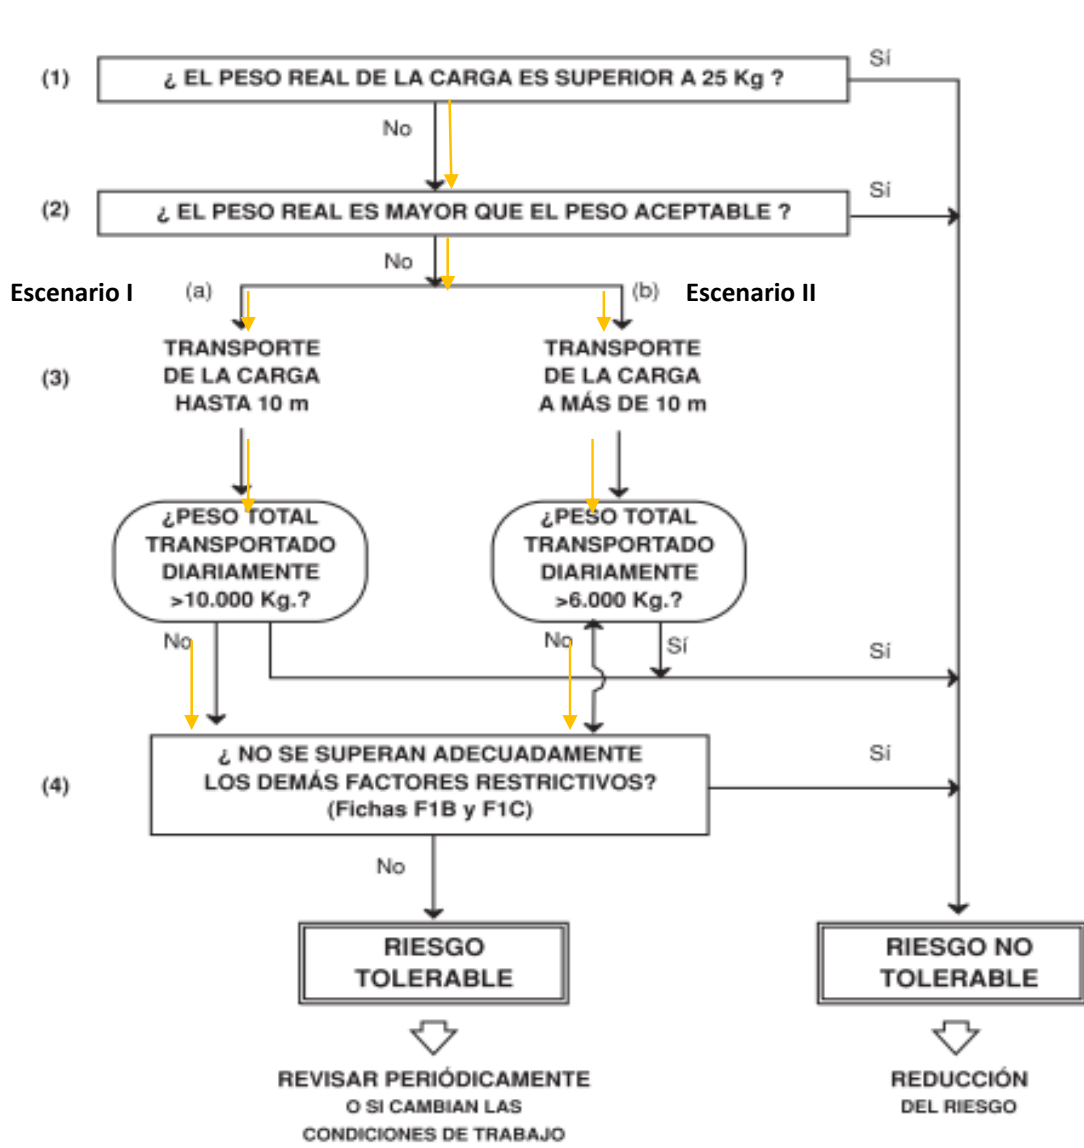 Sí
(1)
¿ EL PESO REAL DE LA CARGA ES SUPERIOR A 25 Kg ?
No
Sí
(2)
¿ EL PESO REAL ES MAYOR QUE EL PESO ACEPTABLE ?
No
Escenario I
(a)
(b)
Escenario II
(3)
TRANSPORTE
DE LA CARGA
HASTA 10 m
TRANSPORTE
DE LA CARGA
A MÁS DE 10 m
¿PESO TOTAL
TRANSPORTADO
DIARIAMENTE
>10.000 Kg.?
¿PESO TOTAL
TRANSPORTADO
DIARIAMENTE
>6.000 Kg.?
No
No
Sí
Sí
(4)
¿ NO SE SUPERAN ADECUADAMENTE
LOS DEMÁS FACTORES RESTRICTIVOS?
(Fichas F1B y F1C)
Sí
No
RIESGO
TOLERABLE
RIESGO NO
TOLERABLE
REVISAR PERIÓDICAMENTE
O SI CAMBIAN LAS
CONDICIONES DE TRABAJO
REDUCCIÓN
DEL RIESGO